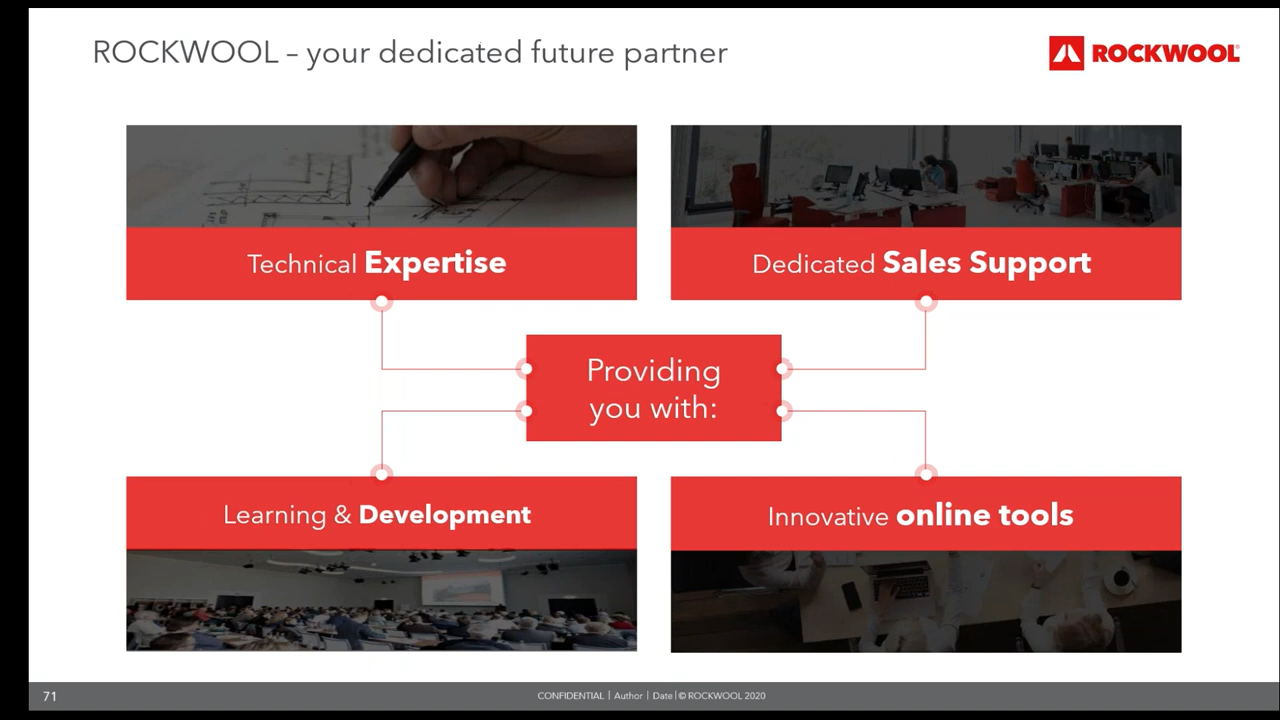 ROCKWOOL – your dedicated future partner
ROCKWOOL®
Technical Expertise
Dedicated Sales Support
Providing
you with:
Learning & Development
Innovative online tools
71
CONFIDENTIAL | Author | Date | © ROCKWOOL 2020